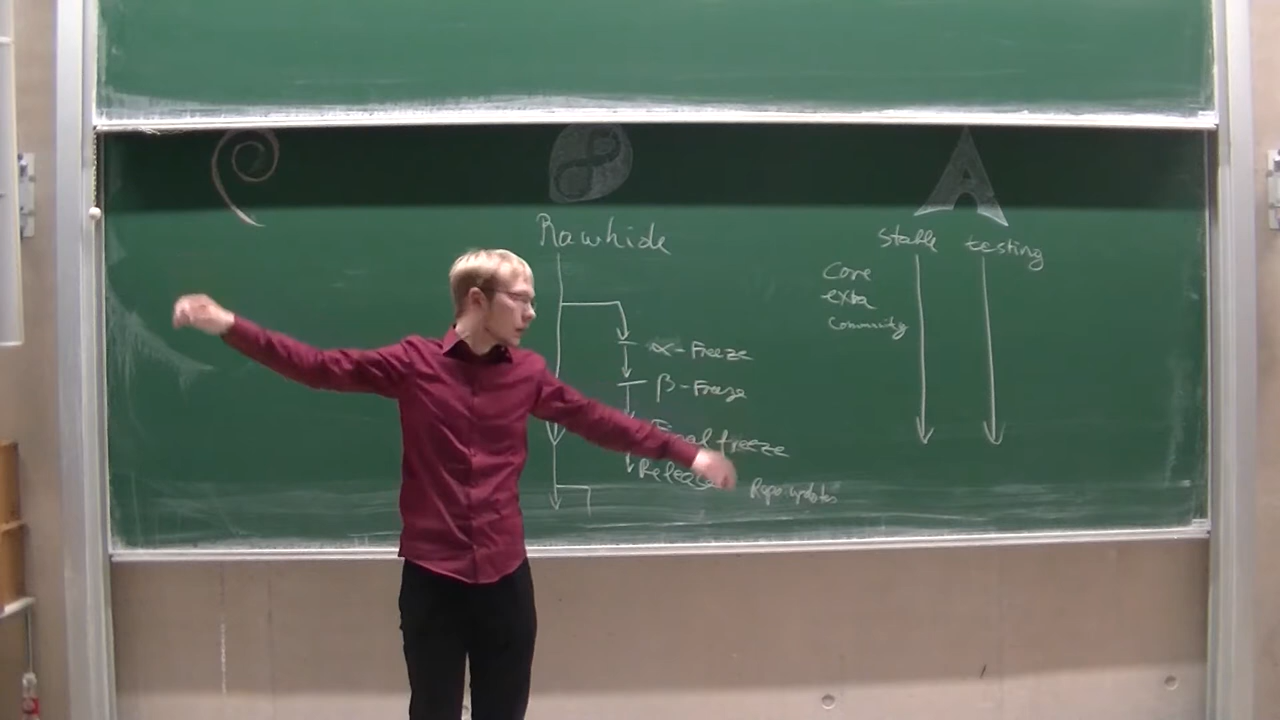 Rawhide
α-Freeze
β-Freeze
Final freeze
Release
Repo updates
stable testing
Core
extra
Community